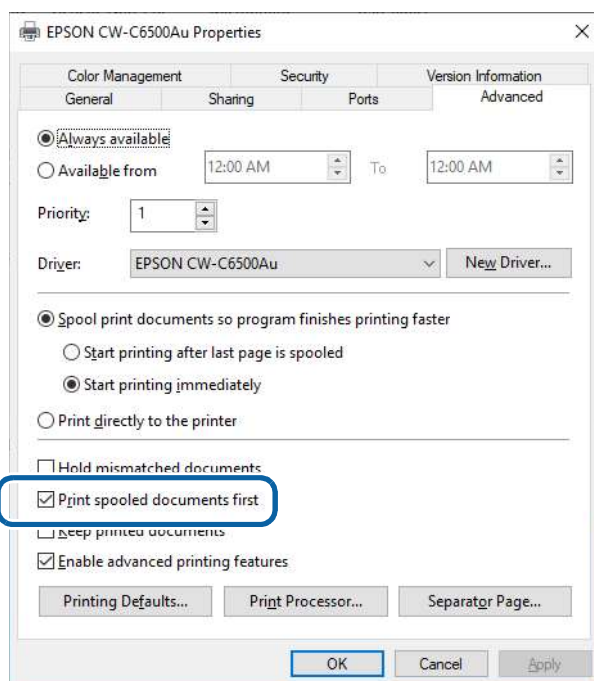 EPSON CW-C6500Au Properties
Color Management Security Version Information
General Sharing Ports Advanced
Always available
Available from 12:00 AM To 12:00 AM
Priority: 1
Driver: EPSON CW-C6500Au New Driver...
Spool print documents so program finishes printing faster
Start printing after last page is spooled
Start printing immediately
Print directly to the printer
Hold mismatched documents
Print spooled documents first
Keep printed documents
Enable advanced printing features
Printing Defaults... Print Processor... Separator Page...
OK Cancel Apply